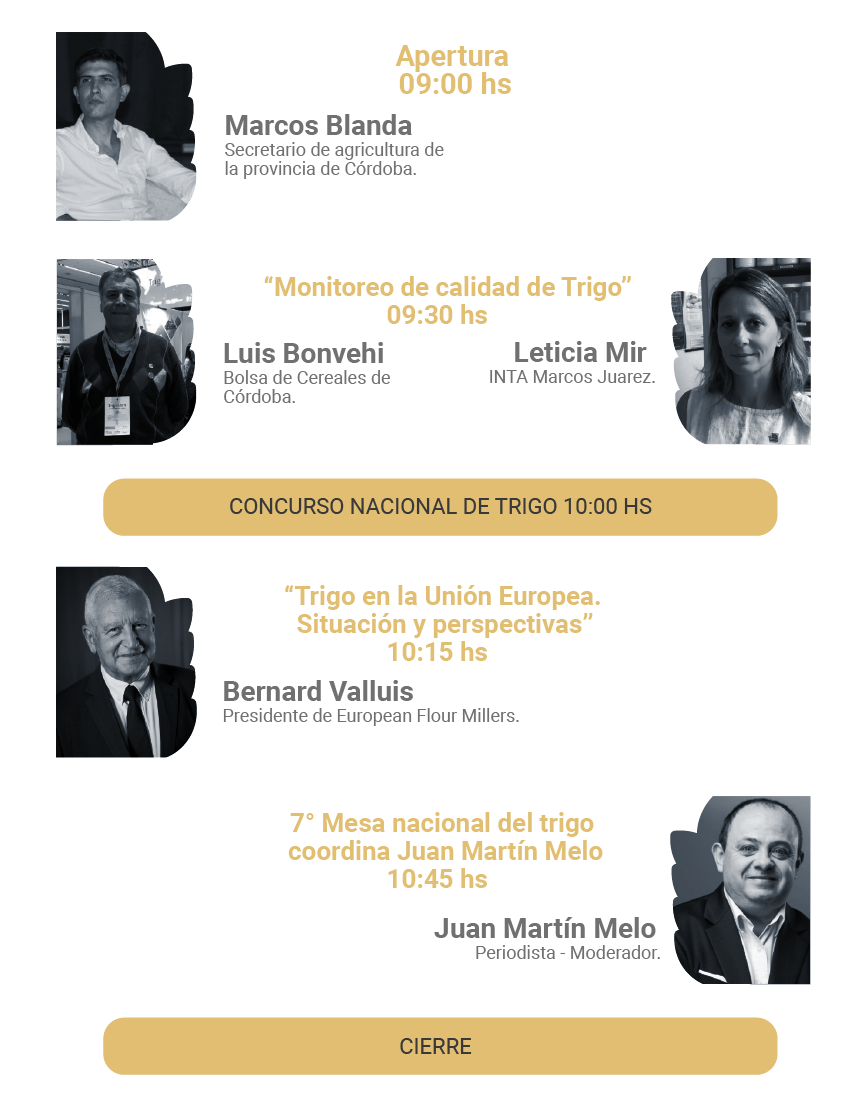 Apertura
09:00 hs
Marcos Blanda
Secretario de agricultura de
la provincia de Córdoba.
“Monitoreo de calidad de Trigo”
09:30 hs
Luis Bonvehi
Bolsa de Cereales de
Córdoba.
Leticia Mir
INTA Marcos Juarez.
CONCURSO NACIONAL DE TRIGO 10:00 HS
“Trigo en la Unión Europea.
Situación y perspectivas”
10:15 hs
Bernard Valluis
Presidente de European Flour Millers.
7° Mesa nacional del trigo
coordina Juan Martín Melo
10:45 hs
Juan Martín Melo
Periodista - Moderador.
CIERRE